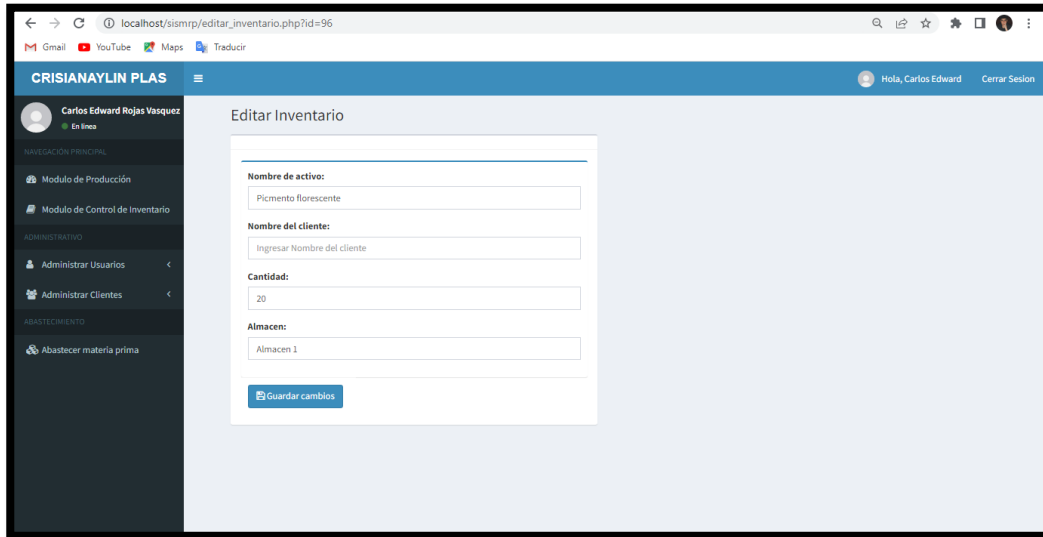 localhost/sismrp/editar_inventario.php?id=96
Gmail YouTube Maps Traducir
CRISIANAYLIN PLAS
Hola, Carlos Edward Cerrar Sesion
Carlos Edward Rojas Vasquez
En línea
NAVEGACIÓN PRINCIPAL
Modulo de Producción
Modulo de Control de Inventario
ADMINISTRATIVO
Administrar Usuarios
Administrar Clientes
ABASTECIMIENTO
Abastecer materia prima
Editar Inventario
Nombre de activo:
Picmento florescente
Nombre del cliente:
Ingresar Nombre del cliente
Cantidad:
20
Almacen:
Almacen 1
Guardar cambios